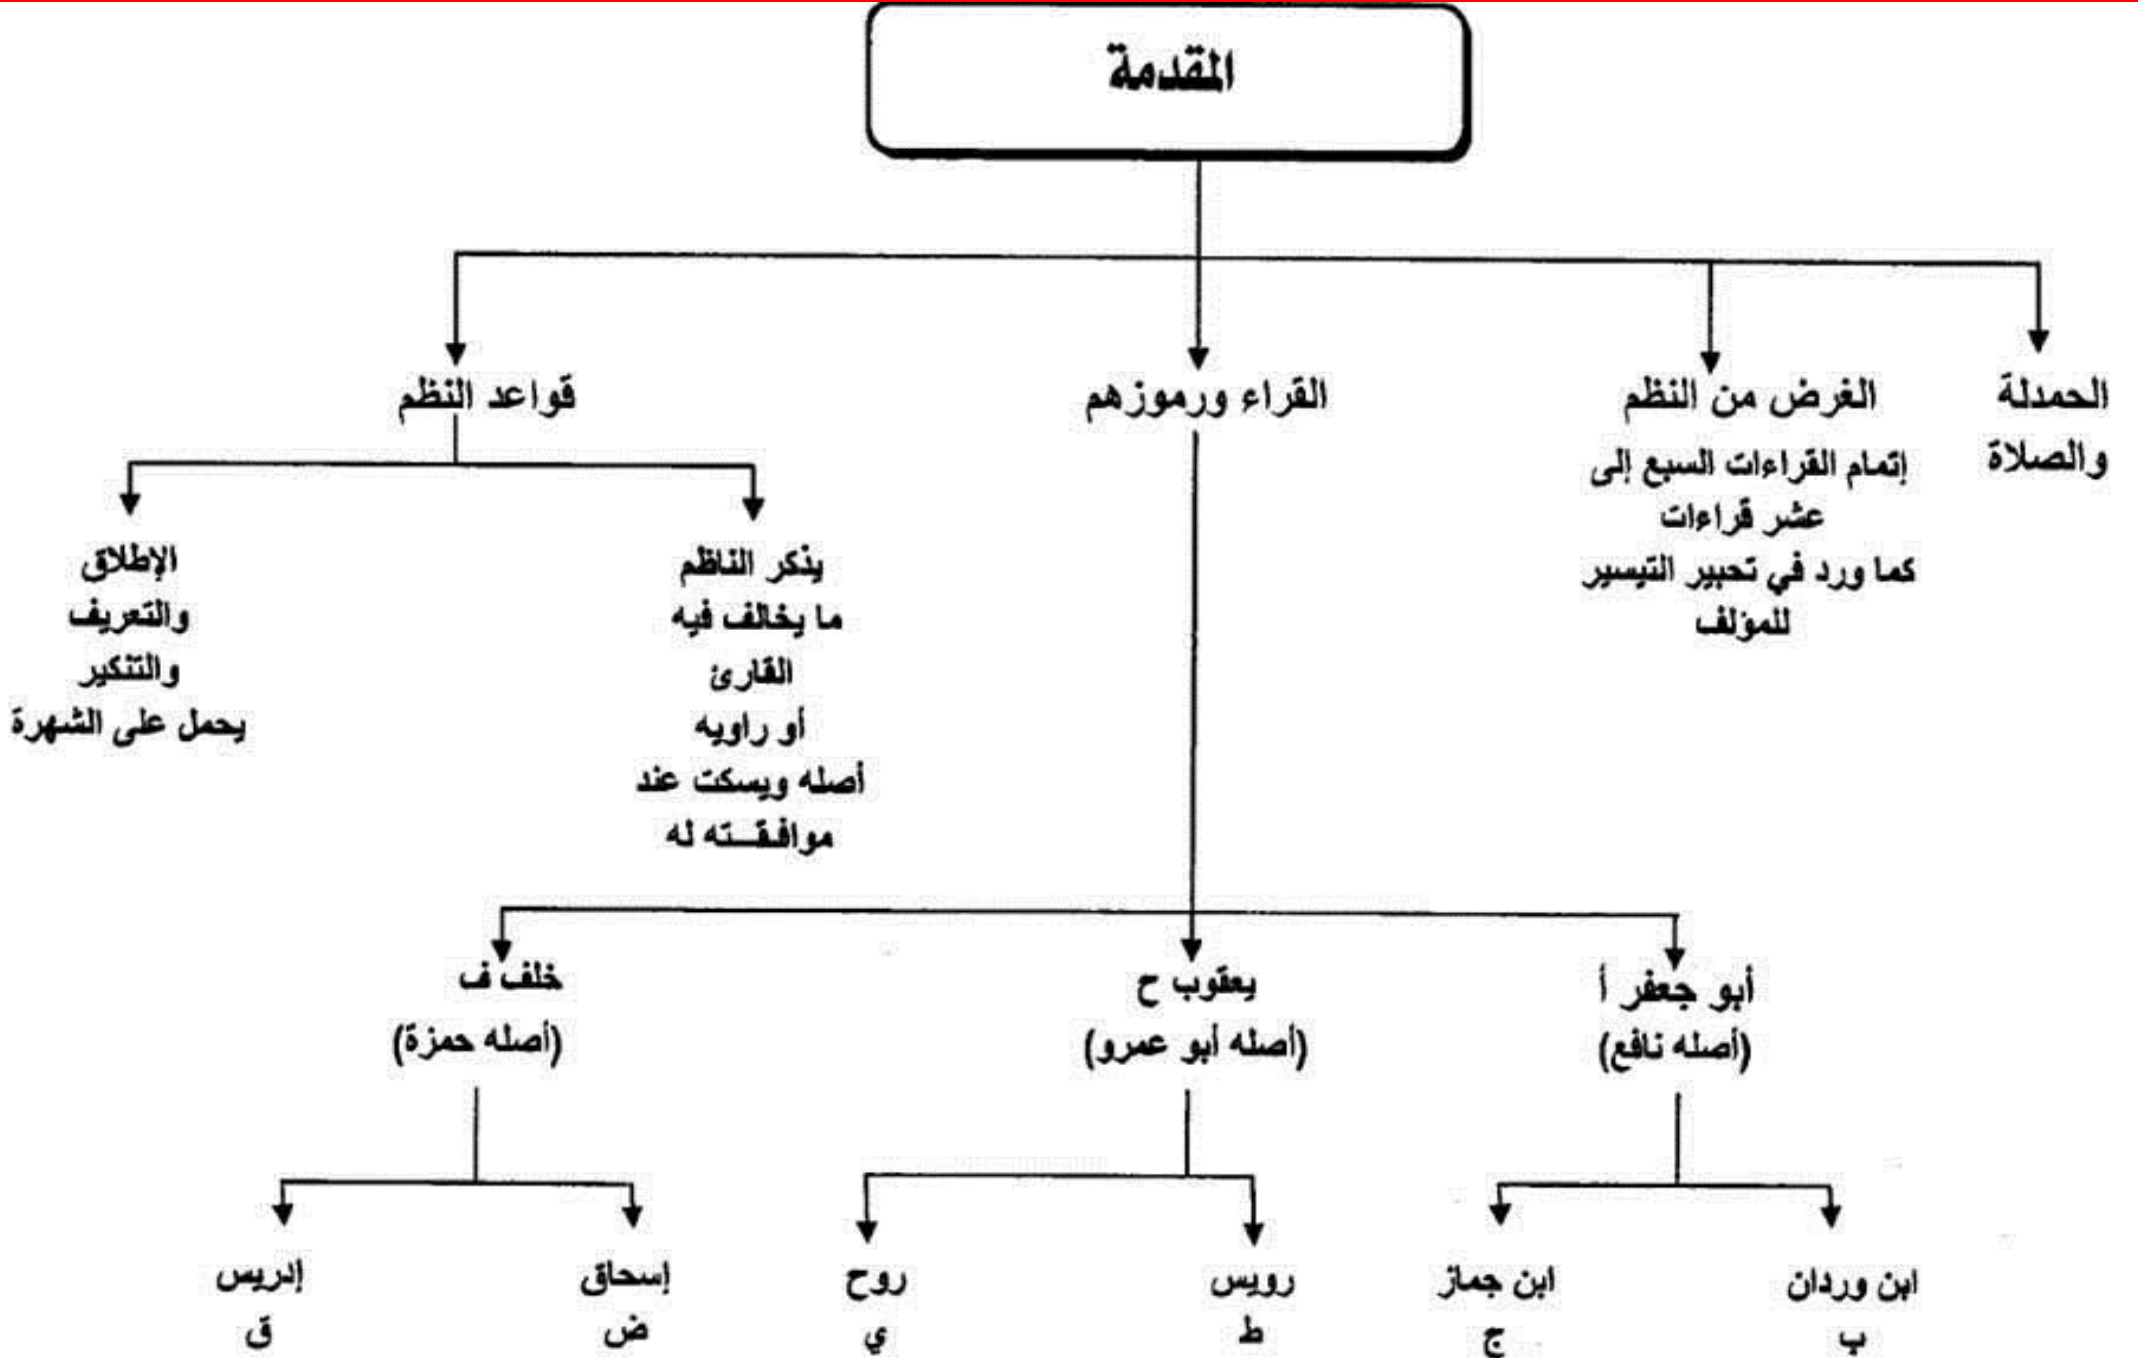 المقدمة
الحمدلة
والصلاة
الغرض من النظم
إتمام القراءات السبع إلى
عشر قراءات
كما ورد في تحبير التيسير
للمؤلف
القراء ورموزهم
قواعد النظم
يذكر الناظم
ما يخالف فيه
القارئ
أو راويه
أصله ويسكت عند
موافقـــته له
الإطلاق
والتعريف
والتنكير
يحمل على الشهرة
أبو جعفر أ
(أصله نافع)
يعقوب ح
(أصله أبو عمرو)
خلف ف
(أصله حمزة)
ابن وردان
ب
ابن جماز
ج
رويس
ط
روح
ي
إسحاق
ض
إدريس
ق